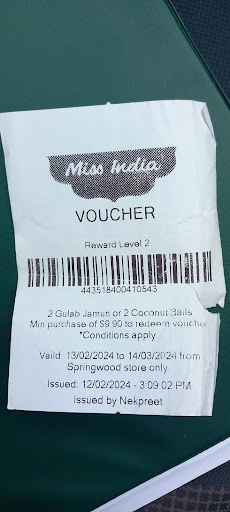 Miss India
VOUCHER
Reward Level 2
443518400410543
2 Gulab Jamun or 2 Coconut Balls
Min purchase of $9.90 to redeem voucher
*Conditions apply
Valid: 13/02/2024 to 14/03/2024 from
Springwood store only.
Issued: 12/02/2024 - 3:09:02 PM
Issued by Nekpreet